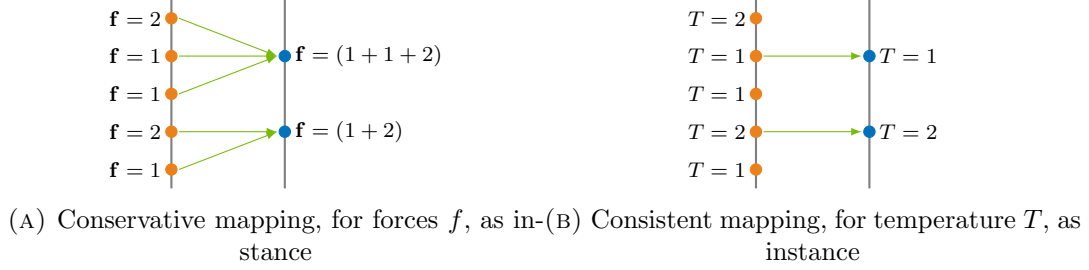 f = 2
f = 1
f = 1
f = 2
f = 1
f = (1 + 1 + 2)
f = (1 + 2)
T = 2
T = 1
T = 1
T = 2
T = 1
T = 1
T = 2
(A) Conservative mapping, for forces f, as in-
stance
(B) Consistent mapping, for temperature T, as
instance